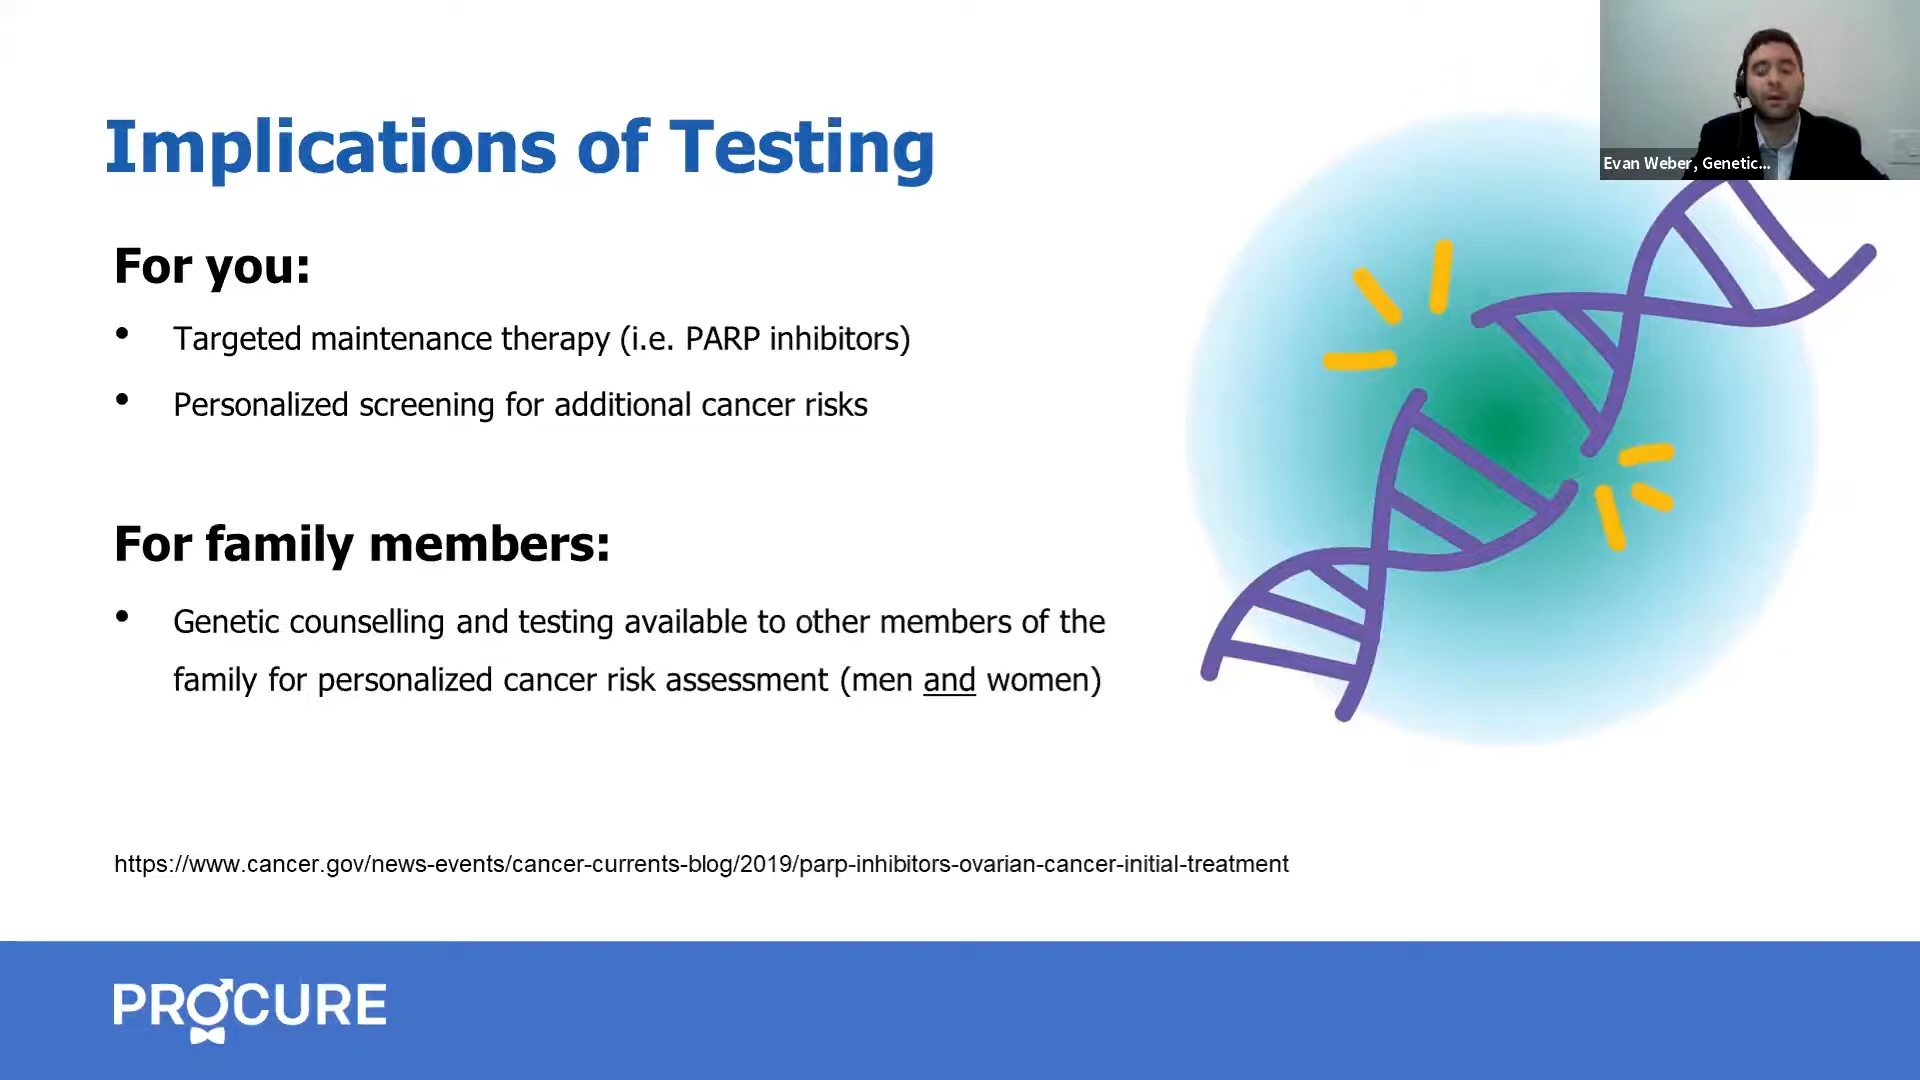 Implications of Testing
Evan Weber, Genetic...
For you:
• Targeted maintenance therapy (i.e. PARP inhibitors)
• Personalized screening for additional cancer risks
For family members:
• Genetic counselling and testing available to other members of the
family for personalized cancer risk assessment (men and women)
https://www.cancer.gov/news-events/cancer-currents-blog/2019/parp-inhibitors-ovarian-cancer-initial-treatment
PROCURE